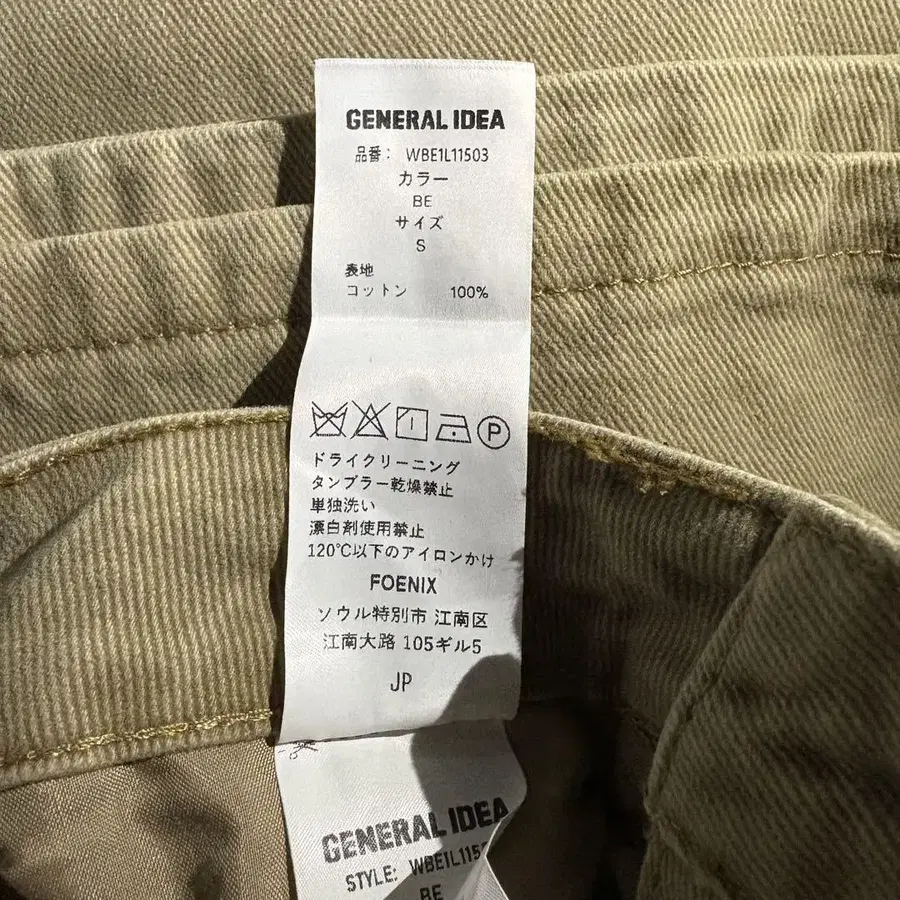 GENERAL IDEA
品番： WBE1L11503
カラー
BE
サイズ
S
表地
コットン 100%
P
ドライクリーニング
タンブラー乾燥禁止
単独洗い
漂白剤使用禁止
120℃以下のアイロンかけ
FOENIX
ソウル特別市 江南区
江南大路 105ギル5
JP
GENERAL IDEA
STYLE: WBE1L115
BE